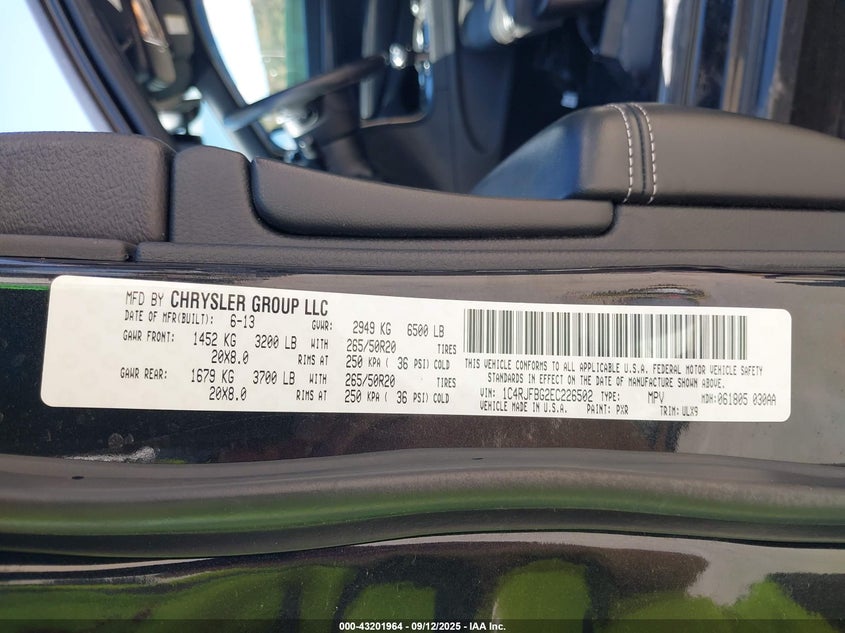 MFD BY CHRYSLER GROUP LLC
DATE OF MFR(BUILT): 6-13 GVWR: 2949 KG 6500 LB
GAWR FRONT: 1452 KG 3200 LB WITH 265/50R20 TIRES
20X8.0 RIMS AT 250 KPA ( 36 PSI) COLD
GAWR REAR: 1679 KG 3700 LB WITH 265/50R20 TIRES
20X8.0 RIMS AT 250 KPA ( 36 PSI) COLD
THIS VEHICLE CONFORMS TO ALL APPLICABLE U.S.A. FEDERAL MOTOR VEHICLE SAFETY
STANDARDS IN EFFECT ON THE DATE OF MANUFACTURE SHOWN ABOVE.
VIN: 1C4RJFBG2EC226502 TYPE: MPV MDH: 061805 030AA
VEHICLE MADE IN U.S.A. PAINT: PXR TRIM: ULX9
000-43201964 - 09/12/2025 - IAA Inc.